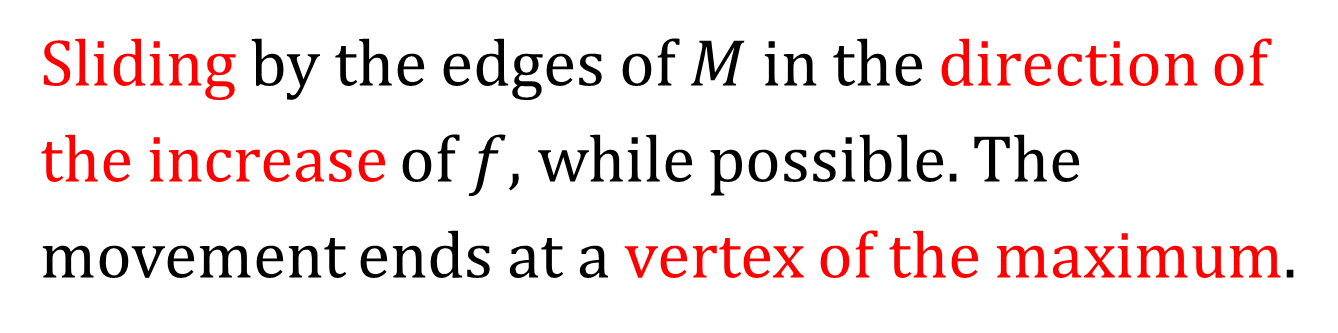 Sliding by the edges of M in the direction of
the increase of f, while possible. The
movement ends at a vertex of the maximum.